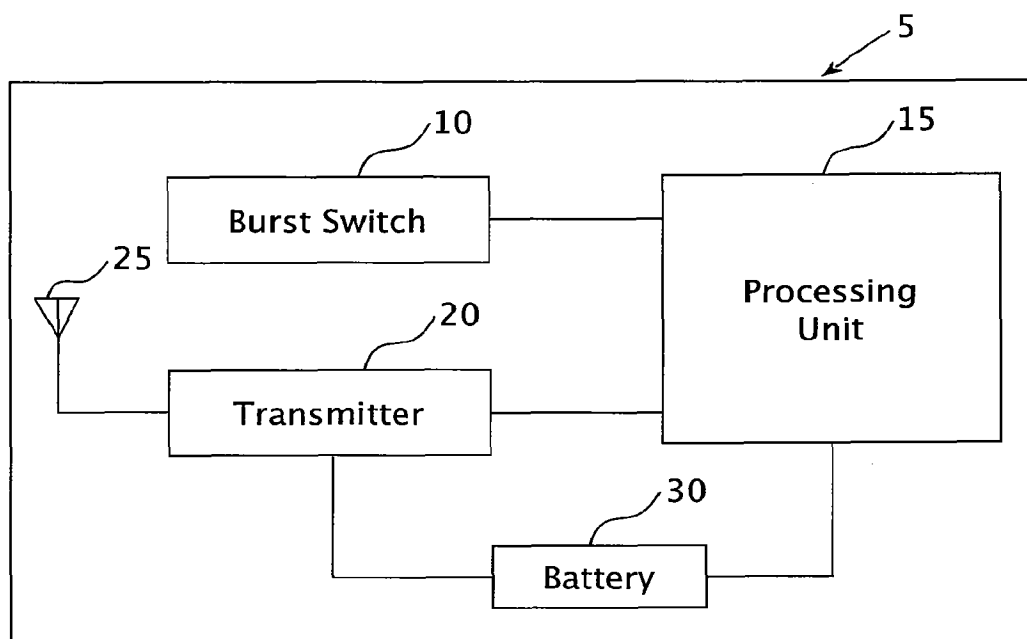 5
10
15
Burst Switch
25
Processing
Unit
20
Transmitter
30
Battery